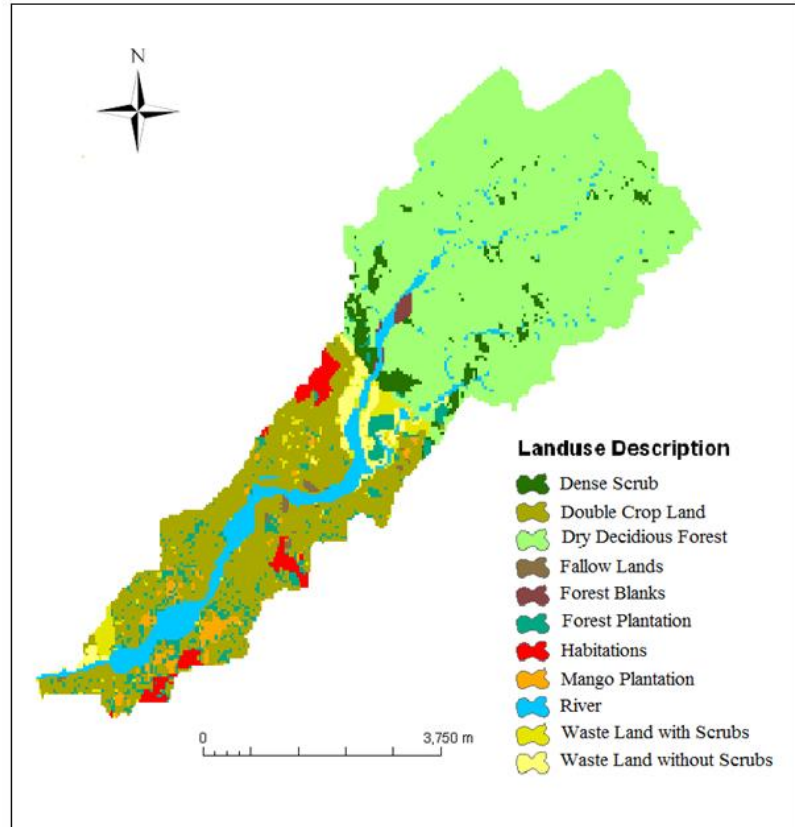 N
Landuse Description
Dense Scrub
Double Crop Land
Dry Decidious Forest
Fallow Lands
Forest Blanks
Forest Plantation
Habitations
Mango Plantation
River
Waste Land with Scrubs
Waste Land without Scrubs
0 3,750 m